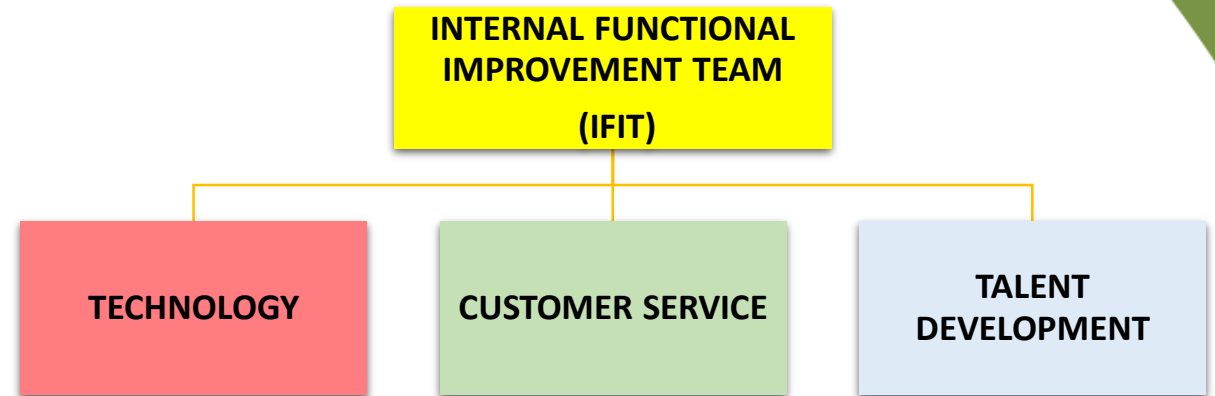 INTERNAL FUNCTIONAL
IMPROVEMENT TEAM
(IFIT)
TECHNOLOGY
CUSTOMER SERVICE
TALENT
DEVELOPMENT